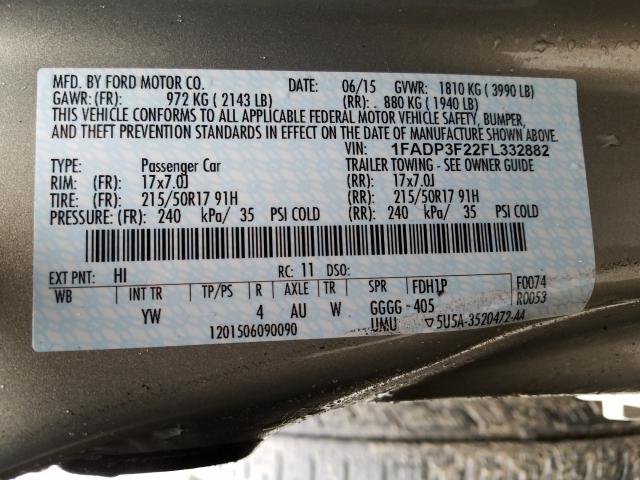 MFD. BY FORD MOTOR CO. DATE: 06/15 GVWR: 1810 KG ( 3990 LB)
GAWR: (FR): 972 KG ( 2143 LB) (RR): 880 KG ( 1940 LB)
THIS VEHICLE CONFORMS TO ALL APPLICABLE FEDERAL MOTOR VEHICLE SAFETY, BUMPER,
AND THEFT PREVENTION STANDARDS IN EFFECT ON THE DATE OF MANUFACTURE SHOWN ABOVE.
VIN: 1FADP3F22FL332882
TYPE: Passenger Car TRAILER TOWING - SEE OWNER GUIDE
RIM: (FR): 17x7.0J (RR): 17x7.0J
TIRE: (FR): 215/50R17 91H (RR): 215/50R17 91H
PRESSURE: (FR): 240 kPa/ 35 PSI COLD (RR): 240 kPa/ 35 PSI COLD
EXT PNT: HI RC: 11 DSO: FDH1P F0074
WB INT TR TP/PS R AXLE TR SPR R0053
YW 4 AU W GGGG - 405
1201506090090 UMU ▽5U5A-3520472-AA